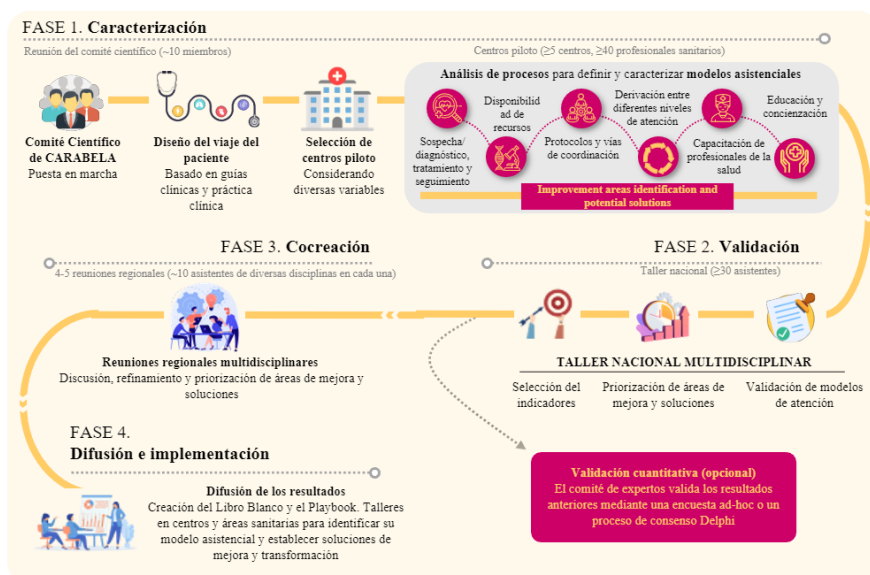 FASE 1. Caracterización
Reunión del comité científico (~10 miembros)
Centros piloto (≥5 centros, ≥40 profesionales sanitarios)
Comité Científico
de CARABELA
Puesta en marcha
Diseño del viaje del
paciente
Basado en guías
clínicas y práctica
clínica
Selección de
centros piloto
Considerando
diversas variables
Análisis de procesos para definir y caracterizar modelos asistenciales
Sospecha/
diagnóstico,
tratamiento y
seguimiento
Disponibilid
ad de
recursos
Protocolos y vías
de coordinación
Derivación entre
diferentes niveles
de atención
Capacitación de
profesionales de la
salud
Educación y
concienzación
Improvement areas identification and
potential solutions
FASE 2. Validación
Taller nacional (≥30 asistentes)
TALLER NACIONAL MULTIDISCIPLINAR
Selección del
indicadores
Priorización de áreas de
mejora y soluciones
Validación de modelos
de atención
Validación cuantitativa (opcional)
El comité de expertos valida los resultados
anteriores mediante una encuesta ad-hoc o un
proceso de consenso Delphi
FASE 3. Cocreación
4-5 reuniones regionales (~10 asistentes de diversas disciplinas en cada una)
Reuniones regionales multidisciplinares
Discusión, refinamiento y priorización de áreas de mejora y
soluciones
FASE 4.
Difusión e implementación
Difusión de los resultados
Creación del Libro Blanco y el Playbook. Talleres
en centros y áreas sanitarias para identificar su
modelo asistencial y establecer soluciones de
mejora y transformación